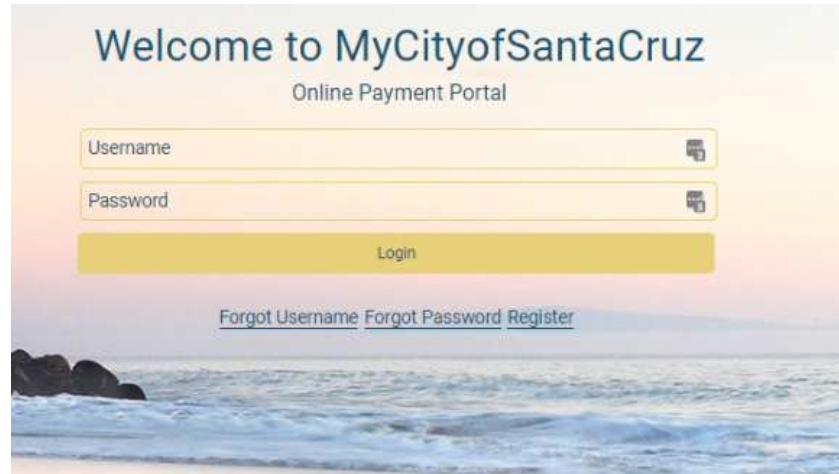 Welcome to MyCityofSantaCruz
Online Payment Portal
Username
Password
Login
Forgot Username Forgot Password Register